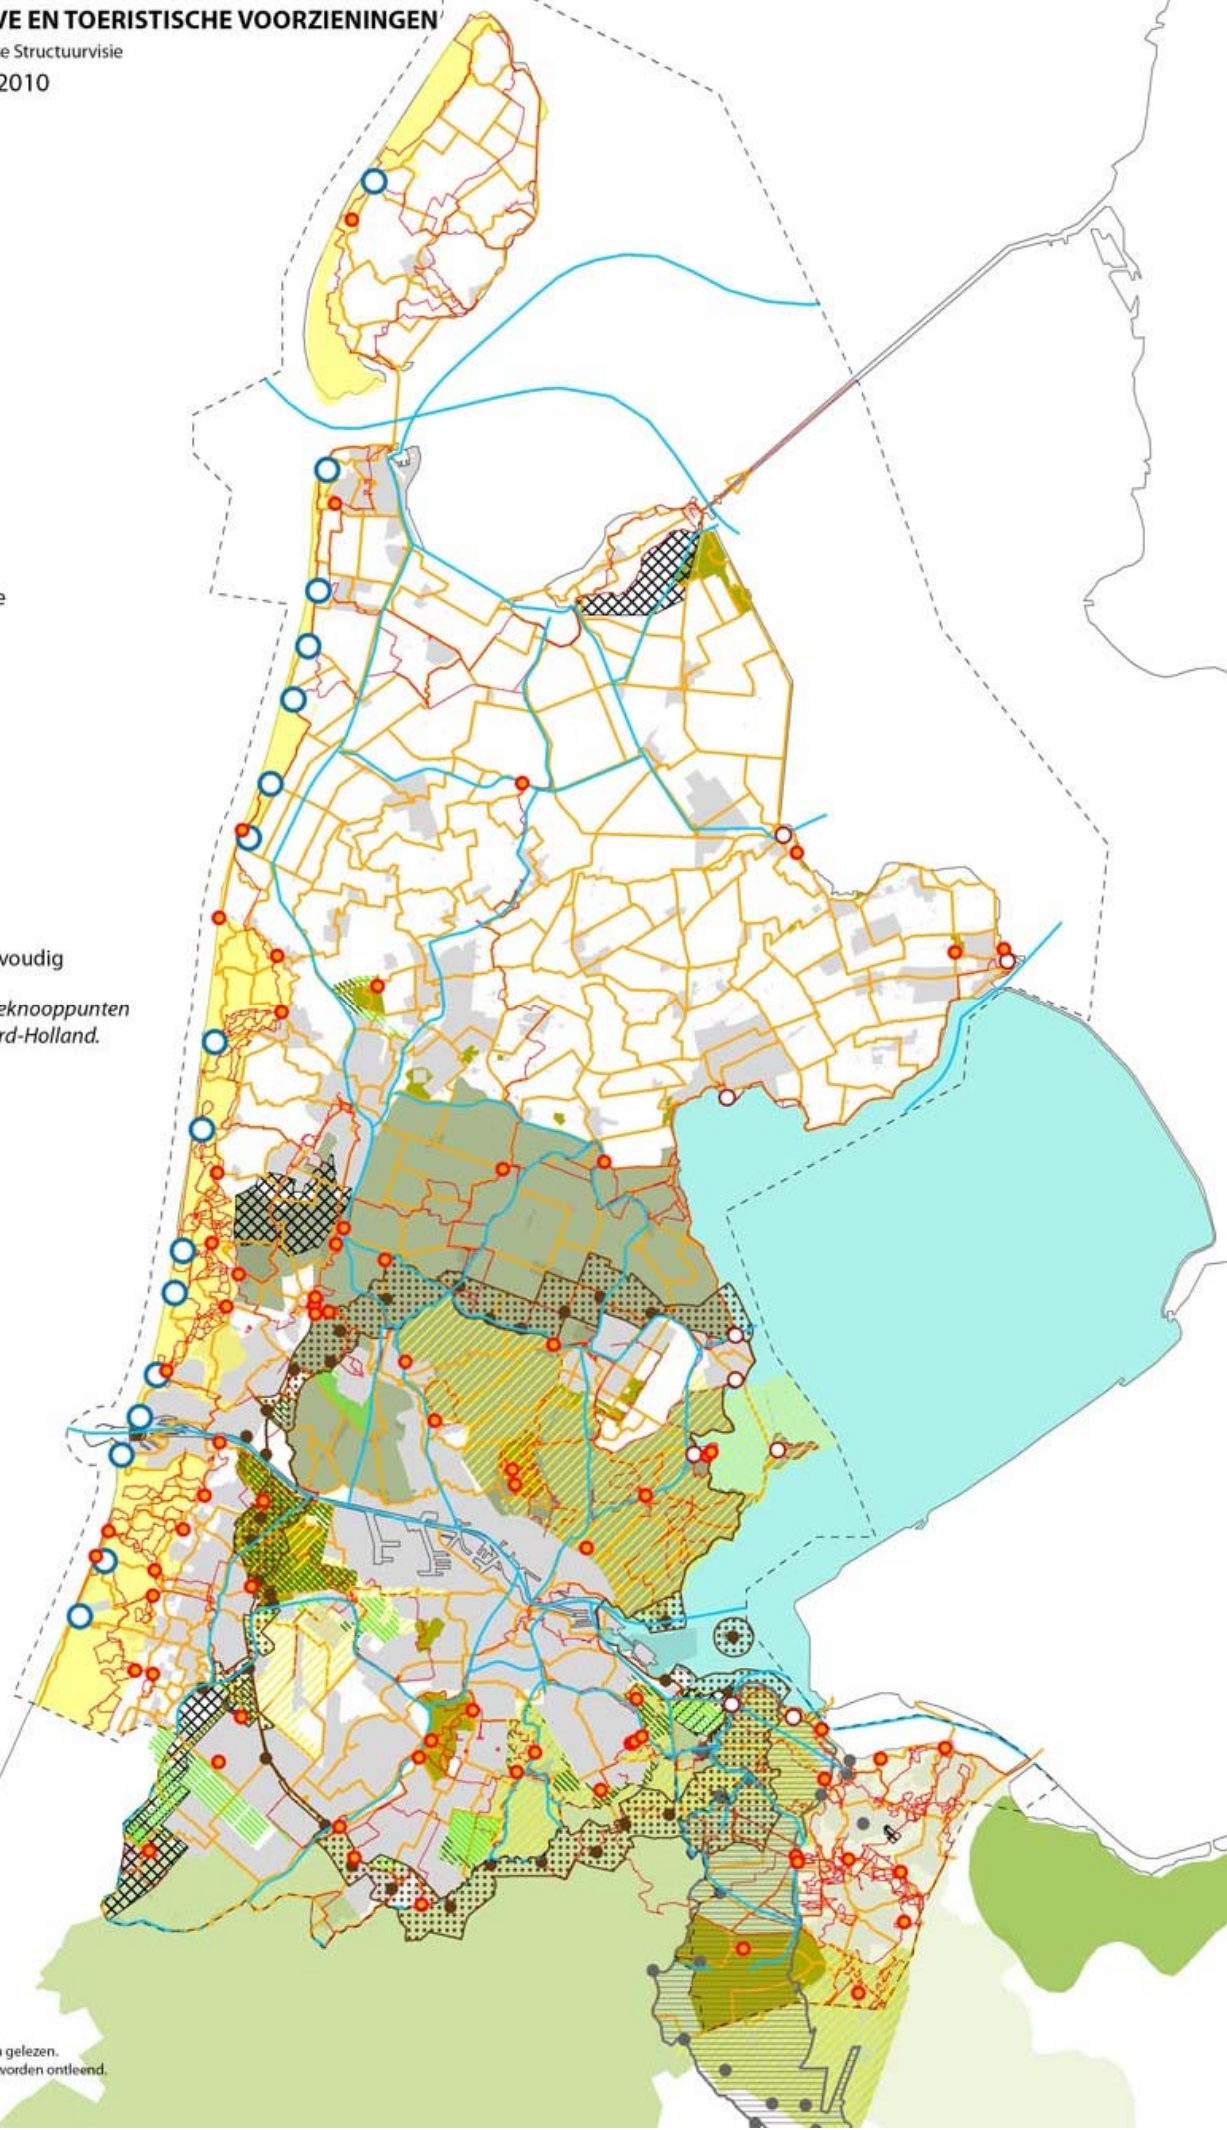 VE EN TOERISTISCHE VOORZIENINGEN
e Structuurvisie
2010
e
voudig
eknooppunten
rd-Holland.
gelezen.
worden ontleend.